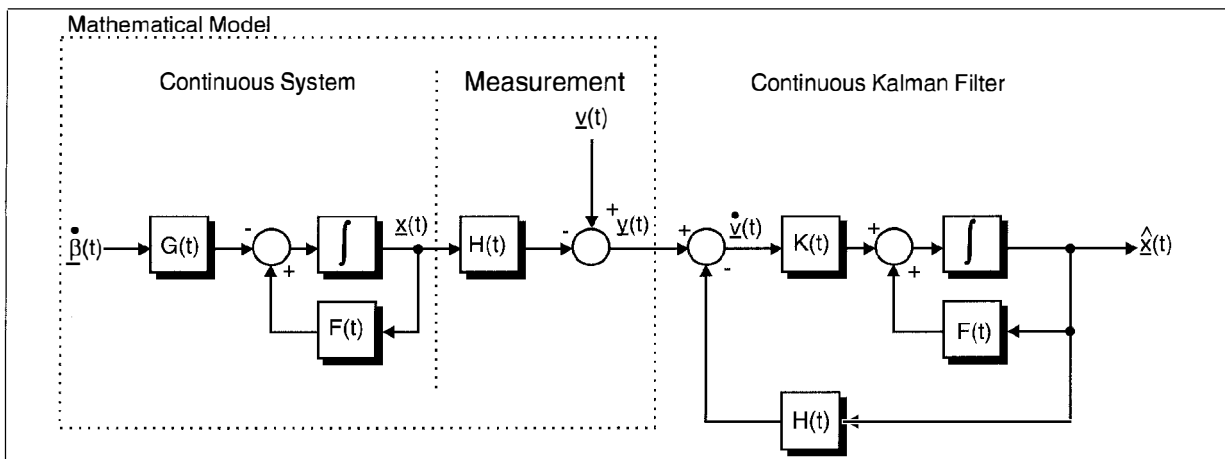 Mathematical Model
Continuous System
Measurement
Continuous Kalman Filter
v(t)
β̇(t)
G(t)
-
+
∫
x(t)
F(t)
H(t)
-
+
y(t)
+
-
v̇(t)
K(t)
+
+
∫
F(t)
x̂(t)
H(t)